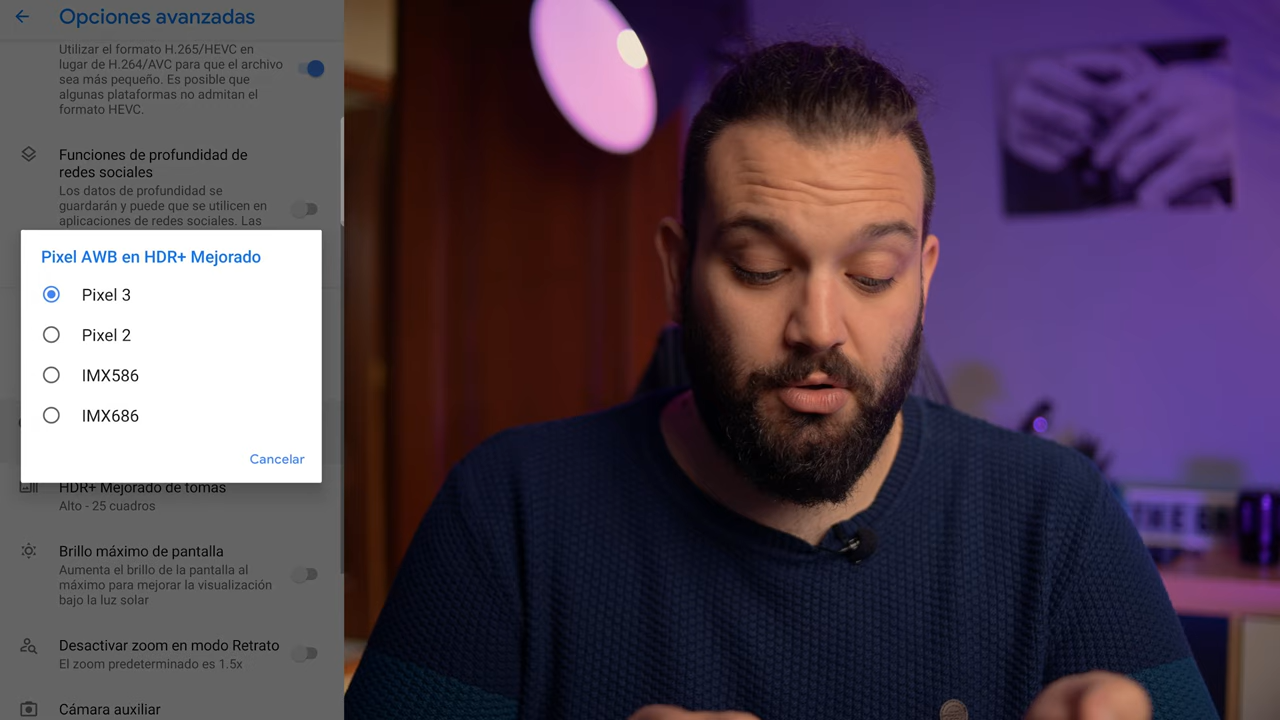 Opciones avanzadas
Utilizar el formato H.265/HEVC en
lugar de H.264/AVC para que el archivo
sea más pequeño. Es posible que
algunas plataformas no admitan el
formato HEVC.
Funciones de profundidad de
redes sociales
Los datos de profundidad se
guardarán y puede que se utilicen en
aplicaciones de redes sociales. Las
Pixel AWB en HDR+ Mejorado
Pixel 3
Pixel 2
IMX586
IMX686
Cancelar
HDR+ Mejorado de tomas
Alto - 25 cuadros
Brillo máximo de pantalla
Aumenta el brillo de la pantalla al
máximo para mejorar la visualización
bajo la luz solar
Desactivar zoom en modo Retrato
El zoom predeterminado es 1.5x
Cámara auxiliar